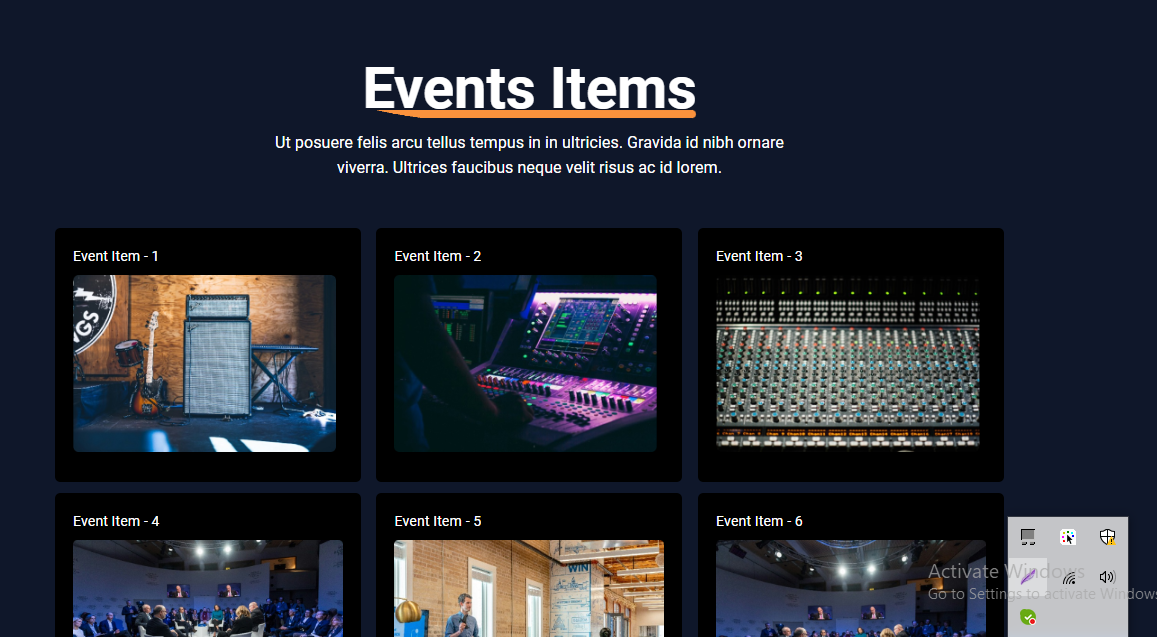 Events Items
Ut posuere felis arcu tellus tempus in in ultricies. Gravida id nibh ornare
viverra. Ultrices faucibus neque velit risus ac id lorem.
Event Item - 1
Event Item - 2
Event Item - 3
GS
Event Item - 4
Event Item - 5
Event Item - 6
WIN
Activate Windows
Go to Settings to activate Windows